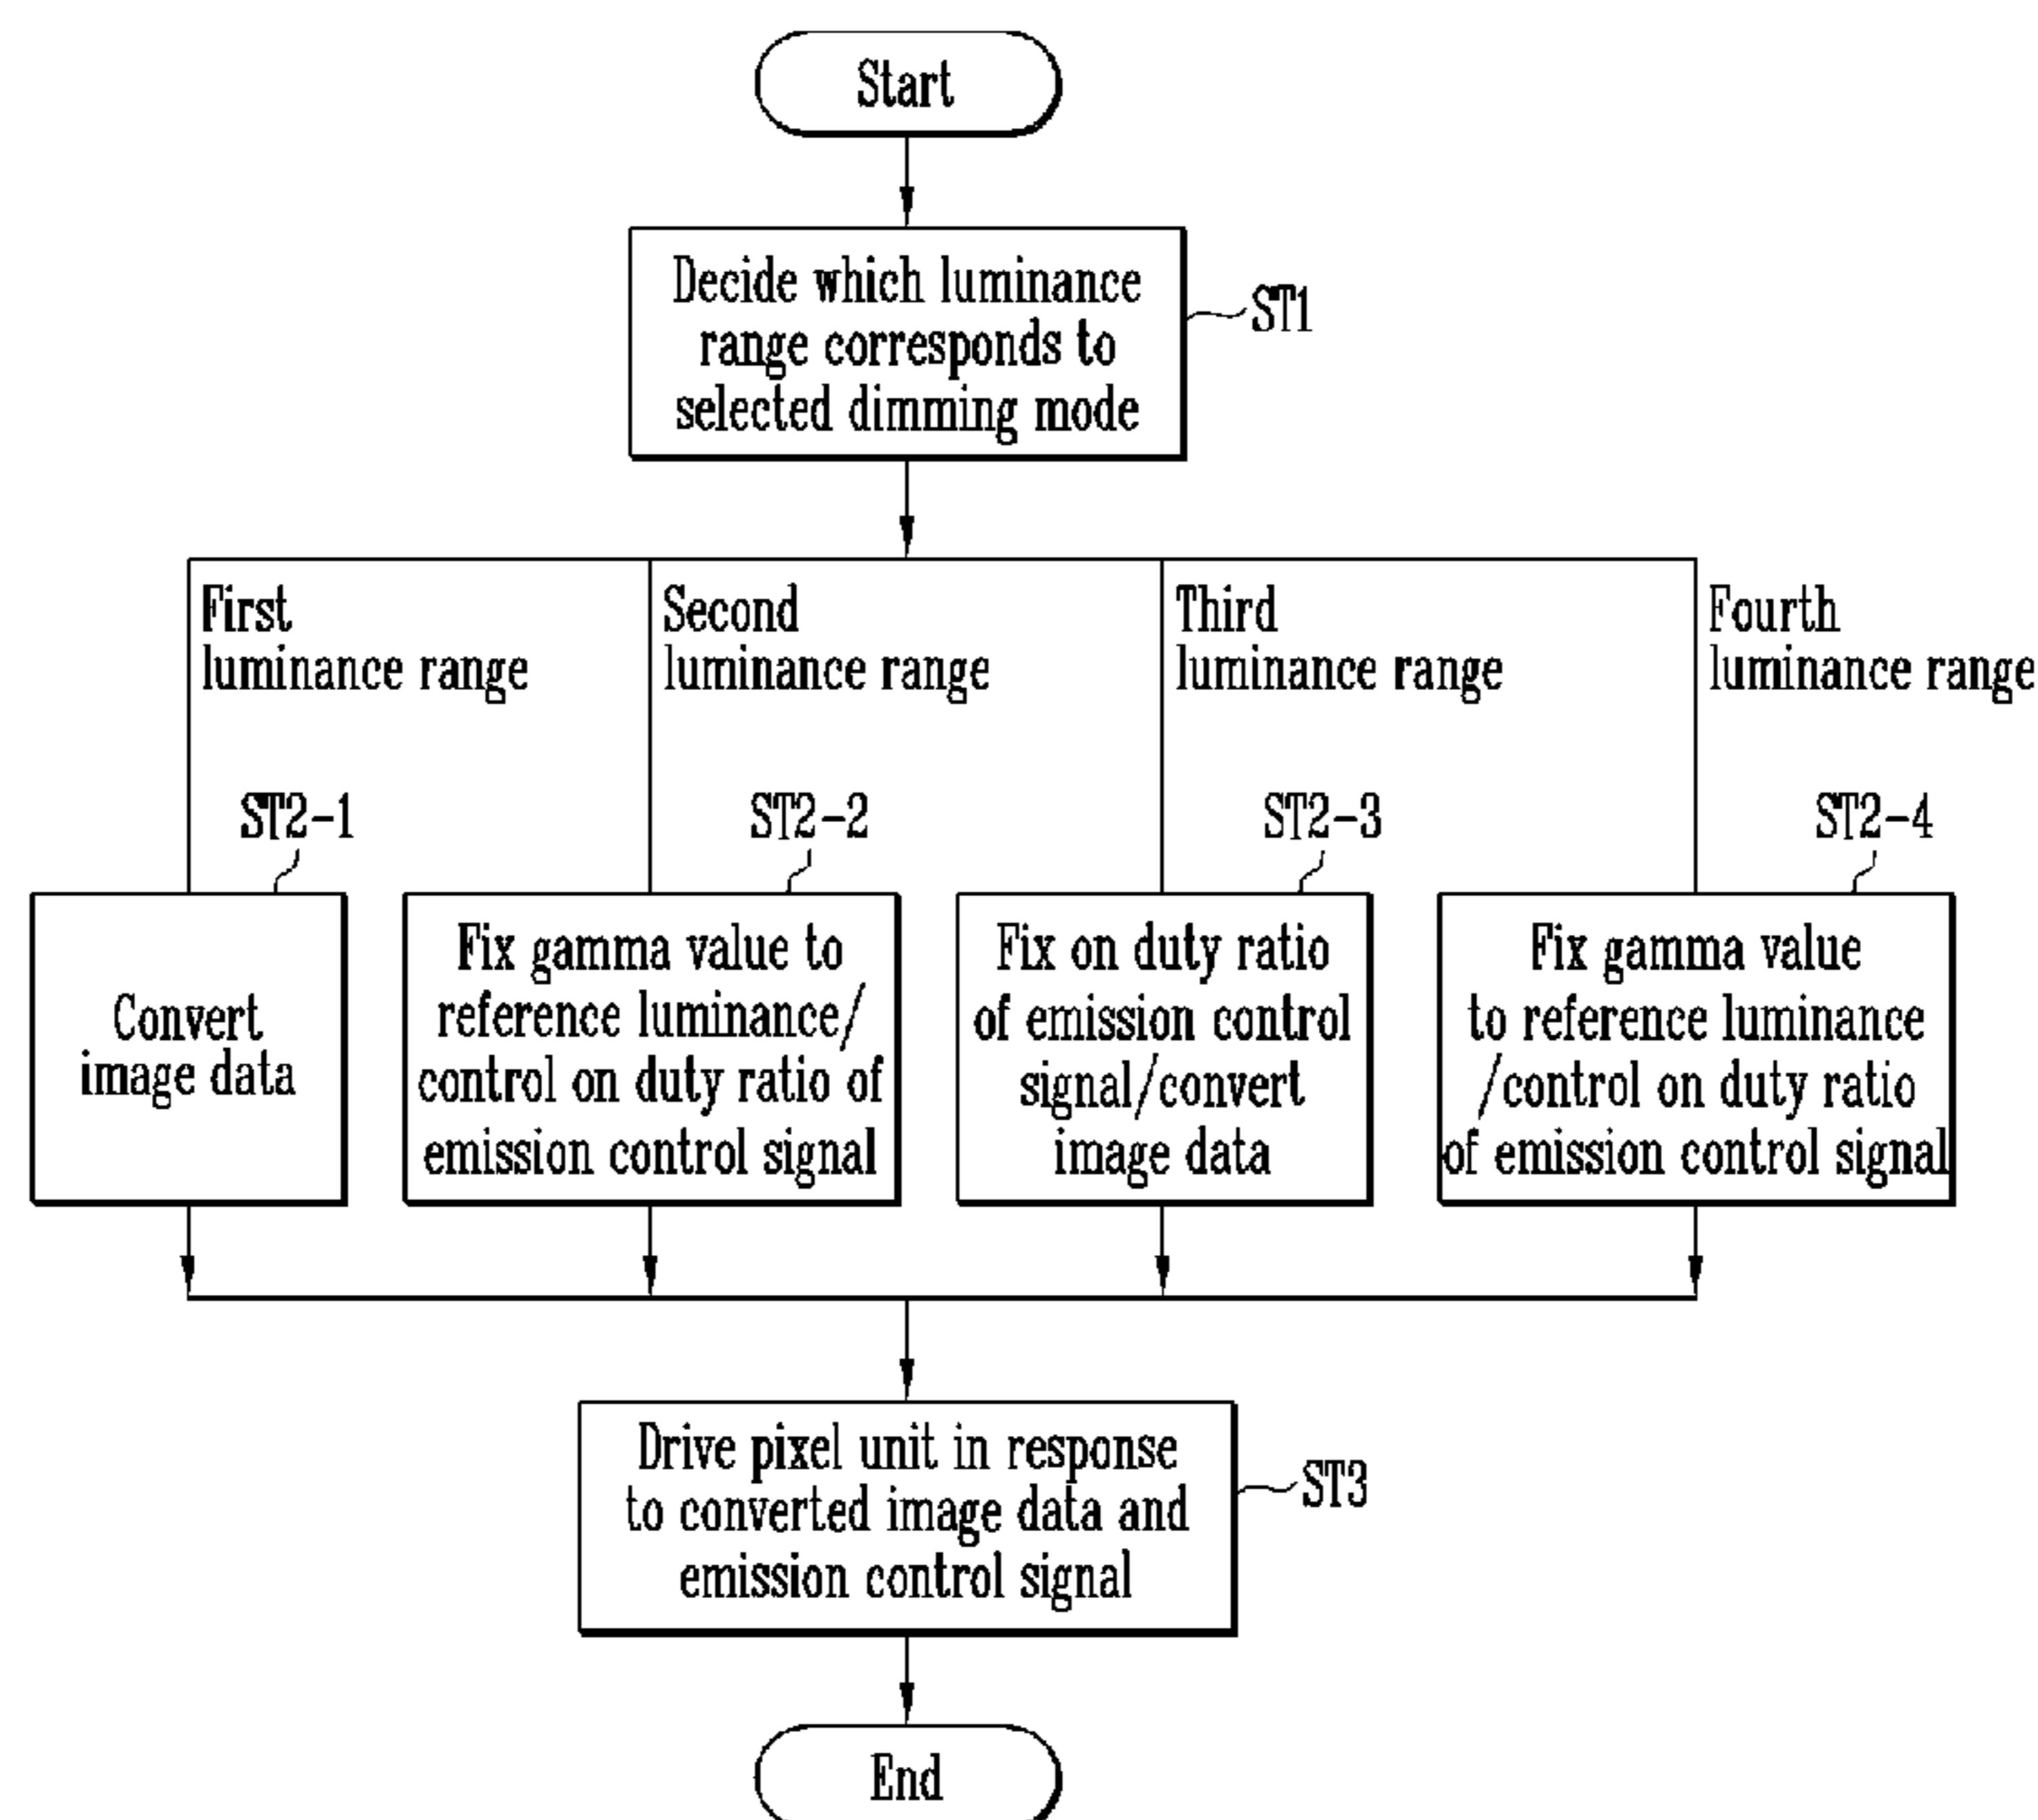 Start
Decide which luminance
range corresponds to
selected dimming mode
ST1
First
luminance range
Second
luminance range
Third
luminance range
Fourth
luminance range
ST2-1
ST2-2
ST2-3
ST2-4
Convert
image data
Fix gamma value to
reference luminance/
control on duty ratio of
emission control signal
Fix on duty ratio
of emission control
signal/convert
image data
Fix gamma value
to reference luminance
/control on duty ratio
of emission control signal
Drive pixel unit in response
to converted image data and
emission control signal
ST3
End